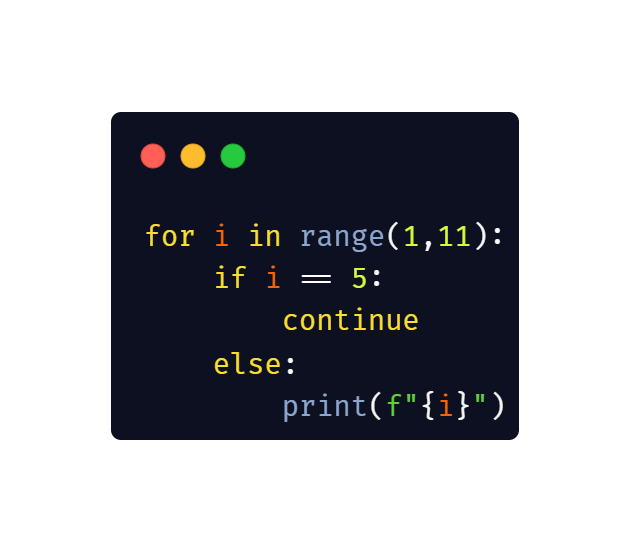 for i in range(1,11):
    if i == 5:
        continue
    else:
        print(f"{i}")